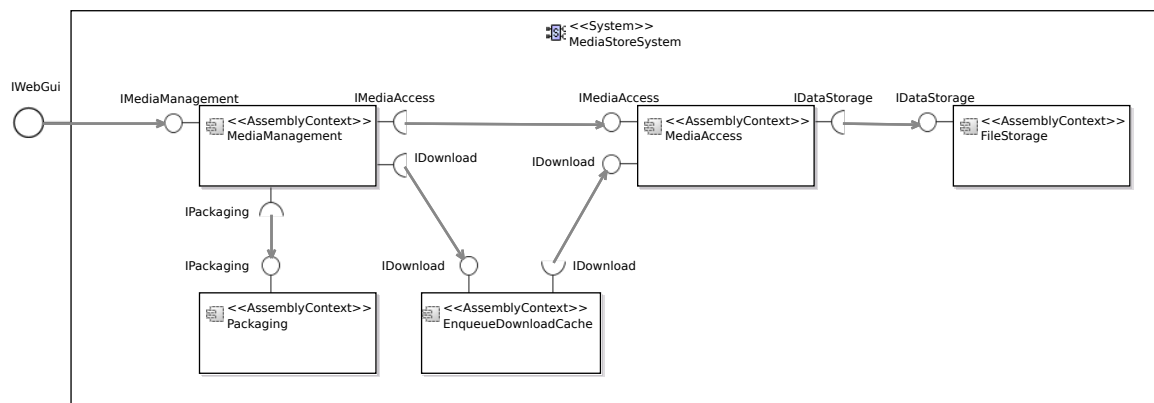 <<System>>
MediaStoreSystem
IWebGui
IMediaManagement
IMediaAccess
IMediaAccess
IDataStorage
IDataStorage
<<AssemblyContext>>
MediaManagement
<<AssemblyContext>>
MediaAccess
<<AssemblyContext>>
FileStorage
IDownload
IDownload
IPackaging
IPackaging
IDownload
IDownload
<<AssemblyContext>>
Packaging
<<AssemblyContext>>
EnqueueDownloadCache